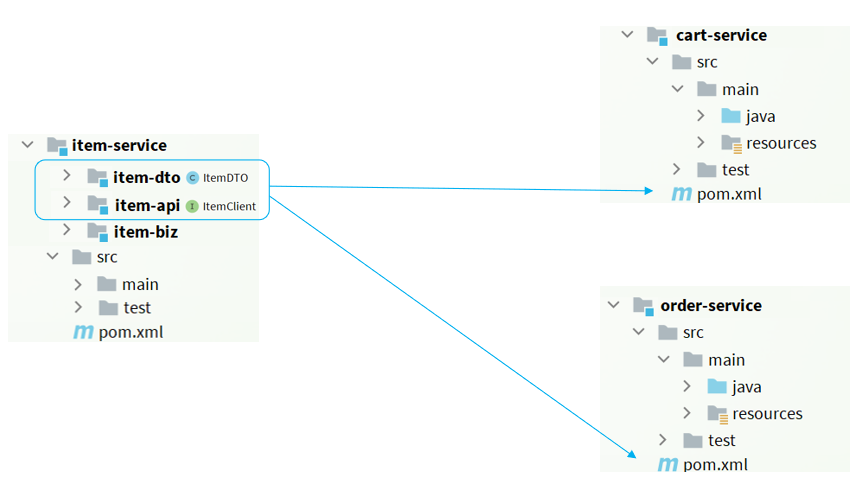 item-service
item-dto C ItemDTO
item-api I ItemClient
item-biz
src
main
test
m pom.xml
cart-service
src
main
java
resources
test
m pom.xml
order-service
src
main
java
resources
test
m pom.xml